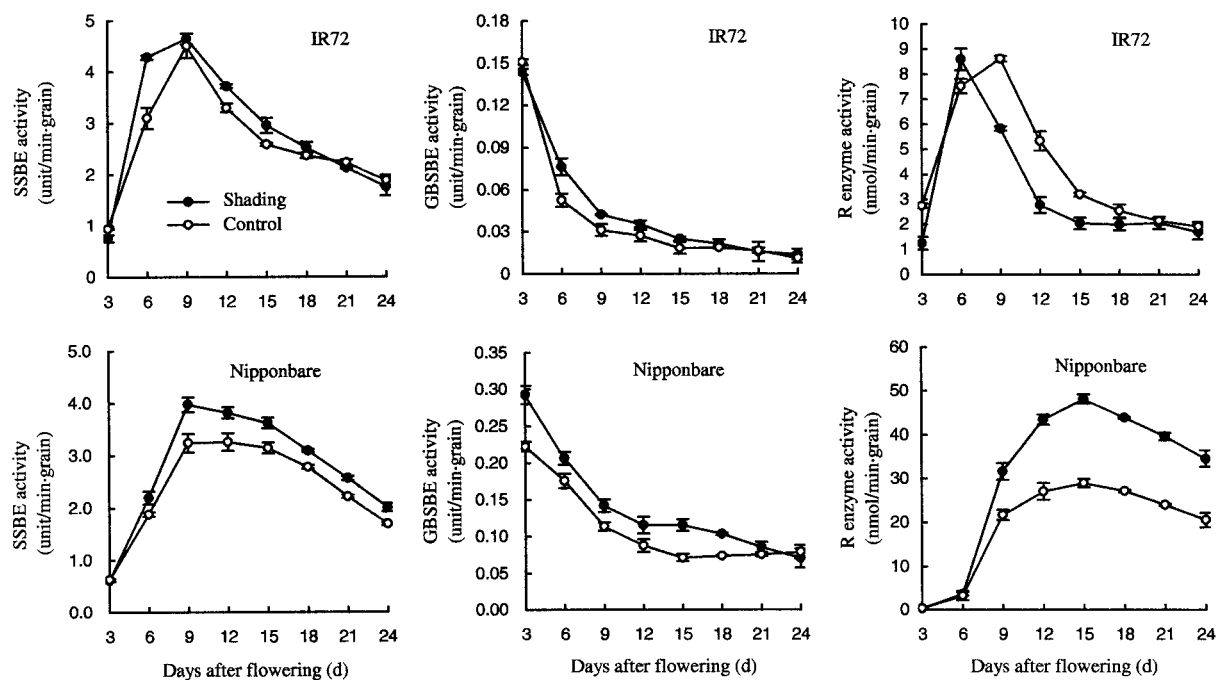 SSBE activity
(unit/min·grain)
5
4
3
2
1
0
IR72
Shading
Control
3 6 9 12 15 18 21 24
GBSBE activity
(unit/min·grain)
0.18
0.15
0.12
0.09
0.06
0.03
0
IR72
3 6 9 12 15 18 21 24
R enzyme activity
(nmol/min·grain)
10
9
8
7
6
5
4
3
2
1
0
IR72
3 6 9 12 15 18 21 24
SSBE activity
(unit/min·grain)
5.0
4.0
3.0
2.0
1.0
0.0
Nipponbare
3 6 9 12 15 18 21 24
Days after flowering (d)
GBSBE activity
(unit/min·grain)
0.35
0.30
0.25
0.20
0.15
0.10
0.05
0.00
Nipponbare
3 6 9 12 15 18 21 24
Days after flowering (d)
R enzyme activity
(nmol/min·grain)
60
50
40
30
20
10
0
Nipponbare
3 6 9 12 15 18 21 24
Days after flowering (d)